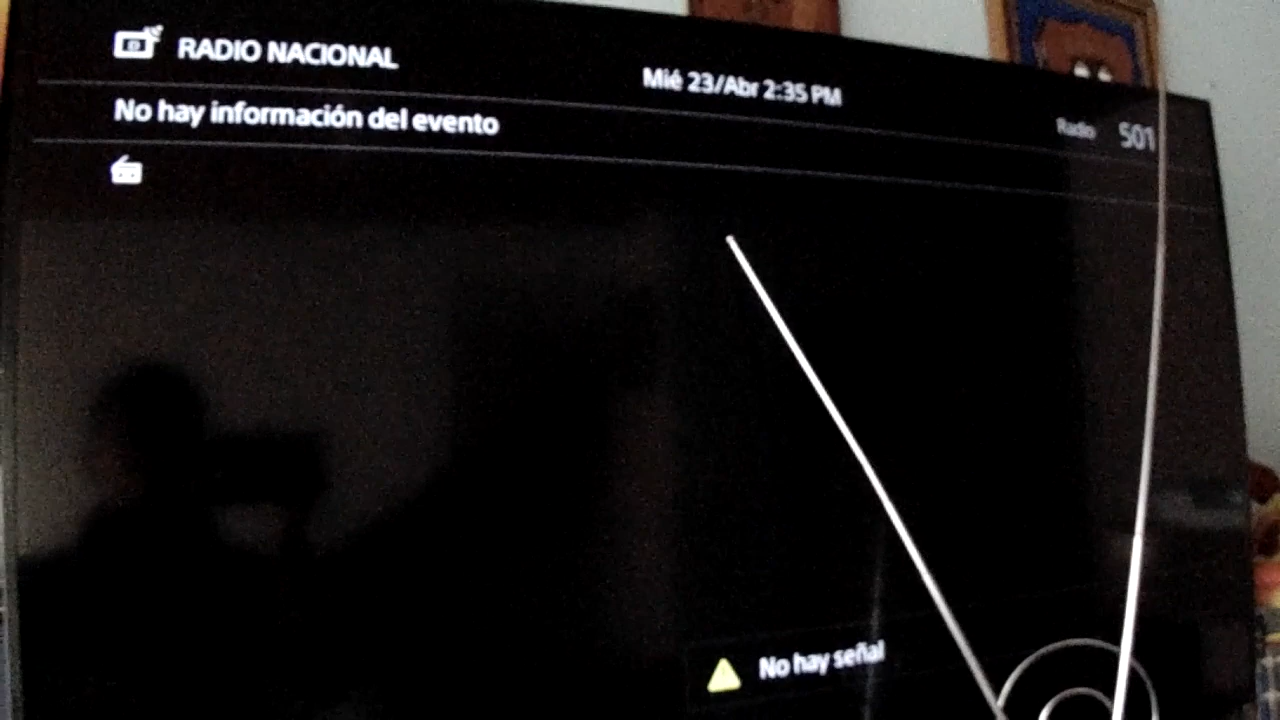 RADIO NACIONAL
Mié 23/Abr 2:35 PM
No hay información del evento
Radio 501
No hay señal